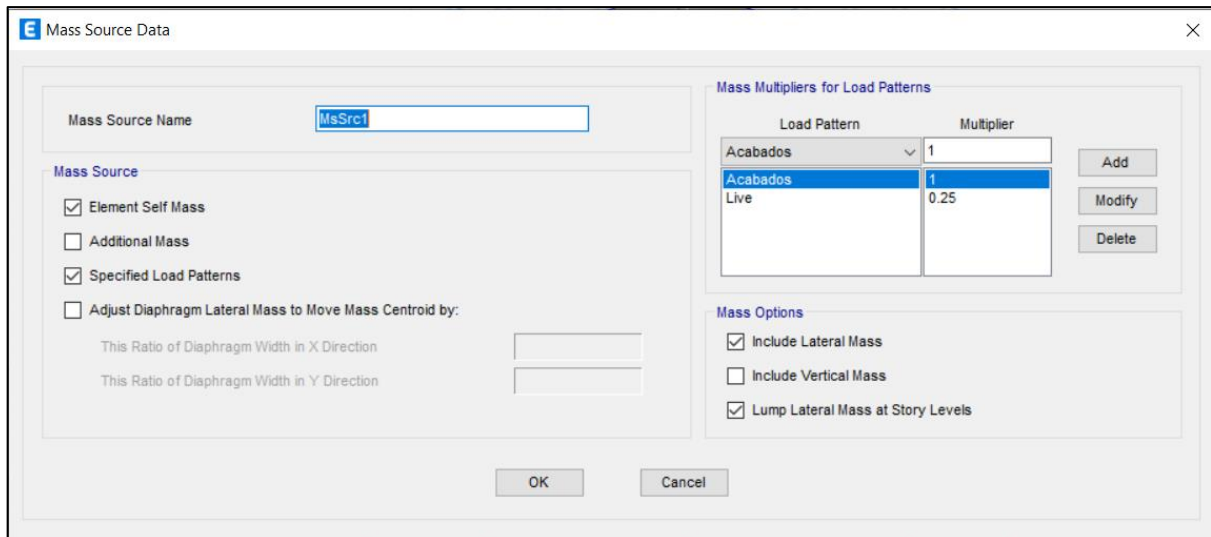 E Mass Source Data
Mass Source Name MsSrc1
Mass Source
Element Self Mass
Additional Mass
Specified Load Patterns
Adjust Diaphragm Lateral Mass to Move Mass Centroid by:
This Ratio of Diaphragm Width in X Direction
This Ratio of Diaphragm Width in Y Direction
Mass Multipliers for Load Patterns
Load Pattern Multiplier
Acabados 1
Acabados 1
Live 0.25
Add
Modify
Delete
Mass Options
Include Lateral Mass
Include Vertical Mass
Lump Lateral Mass at Story Levels
OK Cancel